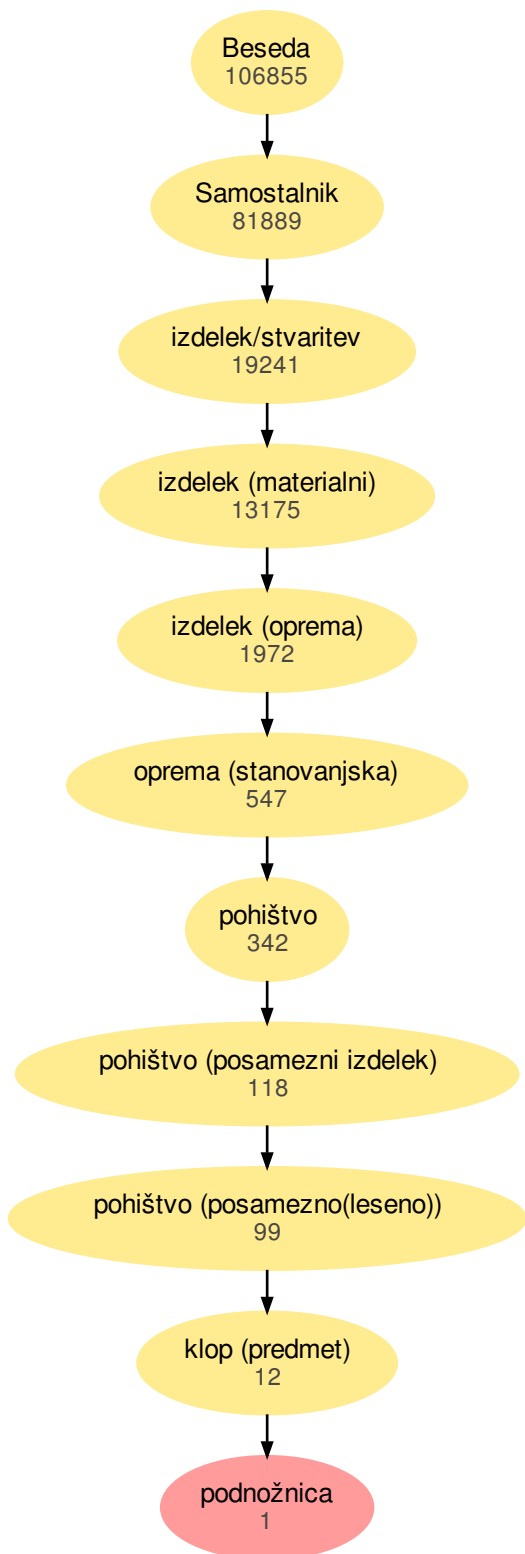 Beseda
106855
Samostalnik
81889
izdelek/stvaritev
19241
izdelek (materialni)
13175
izdelek (oprema)
1972
oprema (stanovanjska)
547
pohištvo
342
pohištvo (posamezni izdelek)
118
pohištvo (posamezno(leseno))
99
klop (predmet)
12
podnožnica
1